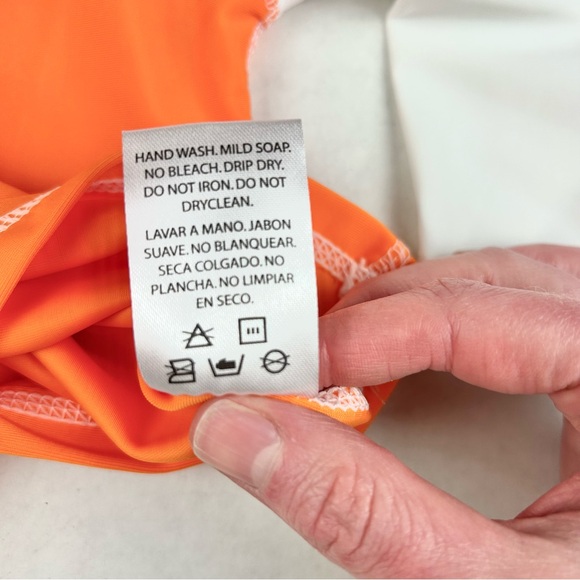 HAND WASH. MILD SOAP.
NO BLEACH. DRIP DRY.
DO NOT IRON. DO NOT
DRYCLEAN.
LAVAR A MANO. JABON
SUAVE. NO BLANQUEAR.
SECA COLGADO. NO
PLANCHA. NO LIMPIAR
EN SECO.